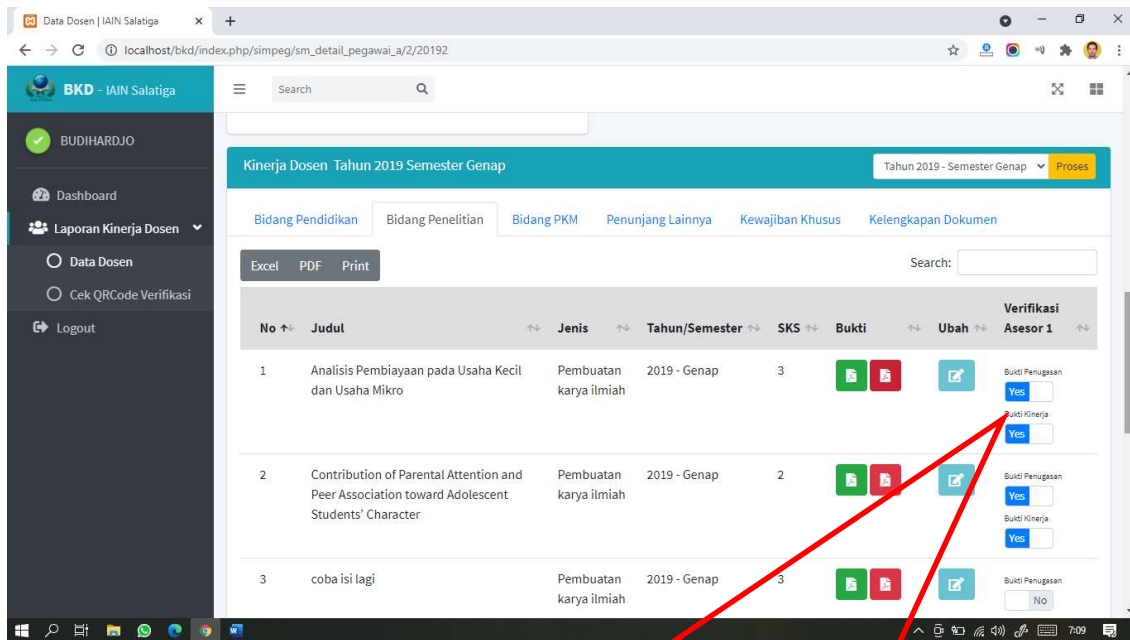 Data Dosen | IAIN Salatiga
localhost/bkd/index.php/simpeg/sm_detail_pegawai_a/2/20192
BKD - IAIN Salatiga
Search
BUDIHARDJO
Dashboard
Laporan Kinerja Dosen
Data Dosen
Cek QRCode Verifikasi
Logout
Kinerja Dosen Tahun 2019 Semester Genap
Tahun 2019 - Semester Genap
Proses
Bidang Pendidikan Bidang Penelitian Bidang PKM Penunjang Lainnya Kewajiban Khusus Kelengkapan Dokumen
Excel PDF Print
Search:
No Judul Jenis Tahun/Semester SKS Bukti Ubah Verifikasi Asesor 1
1 Analisis Pembiayaan pada Usaha Kecil dan Usaha Mikro Pembuatan karya ilmiah 2019 - Genap 3
Bukti Penugasan
Yes
Bukti Kinerja
Yes
2 Contribution of Parental Attention and Peer Association toward Adolescent Students' Character Pembuatan karya ilmiah 2019 - Genap 2
Bukti Penugasan
Yes
Bukti Kinerja
Yes
3 coba isi lagi Pembuatan karya ilmiah 2019 - Genap 3
Bukti Penugasan
No
7:09